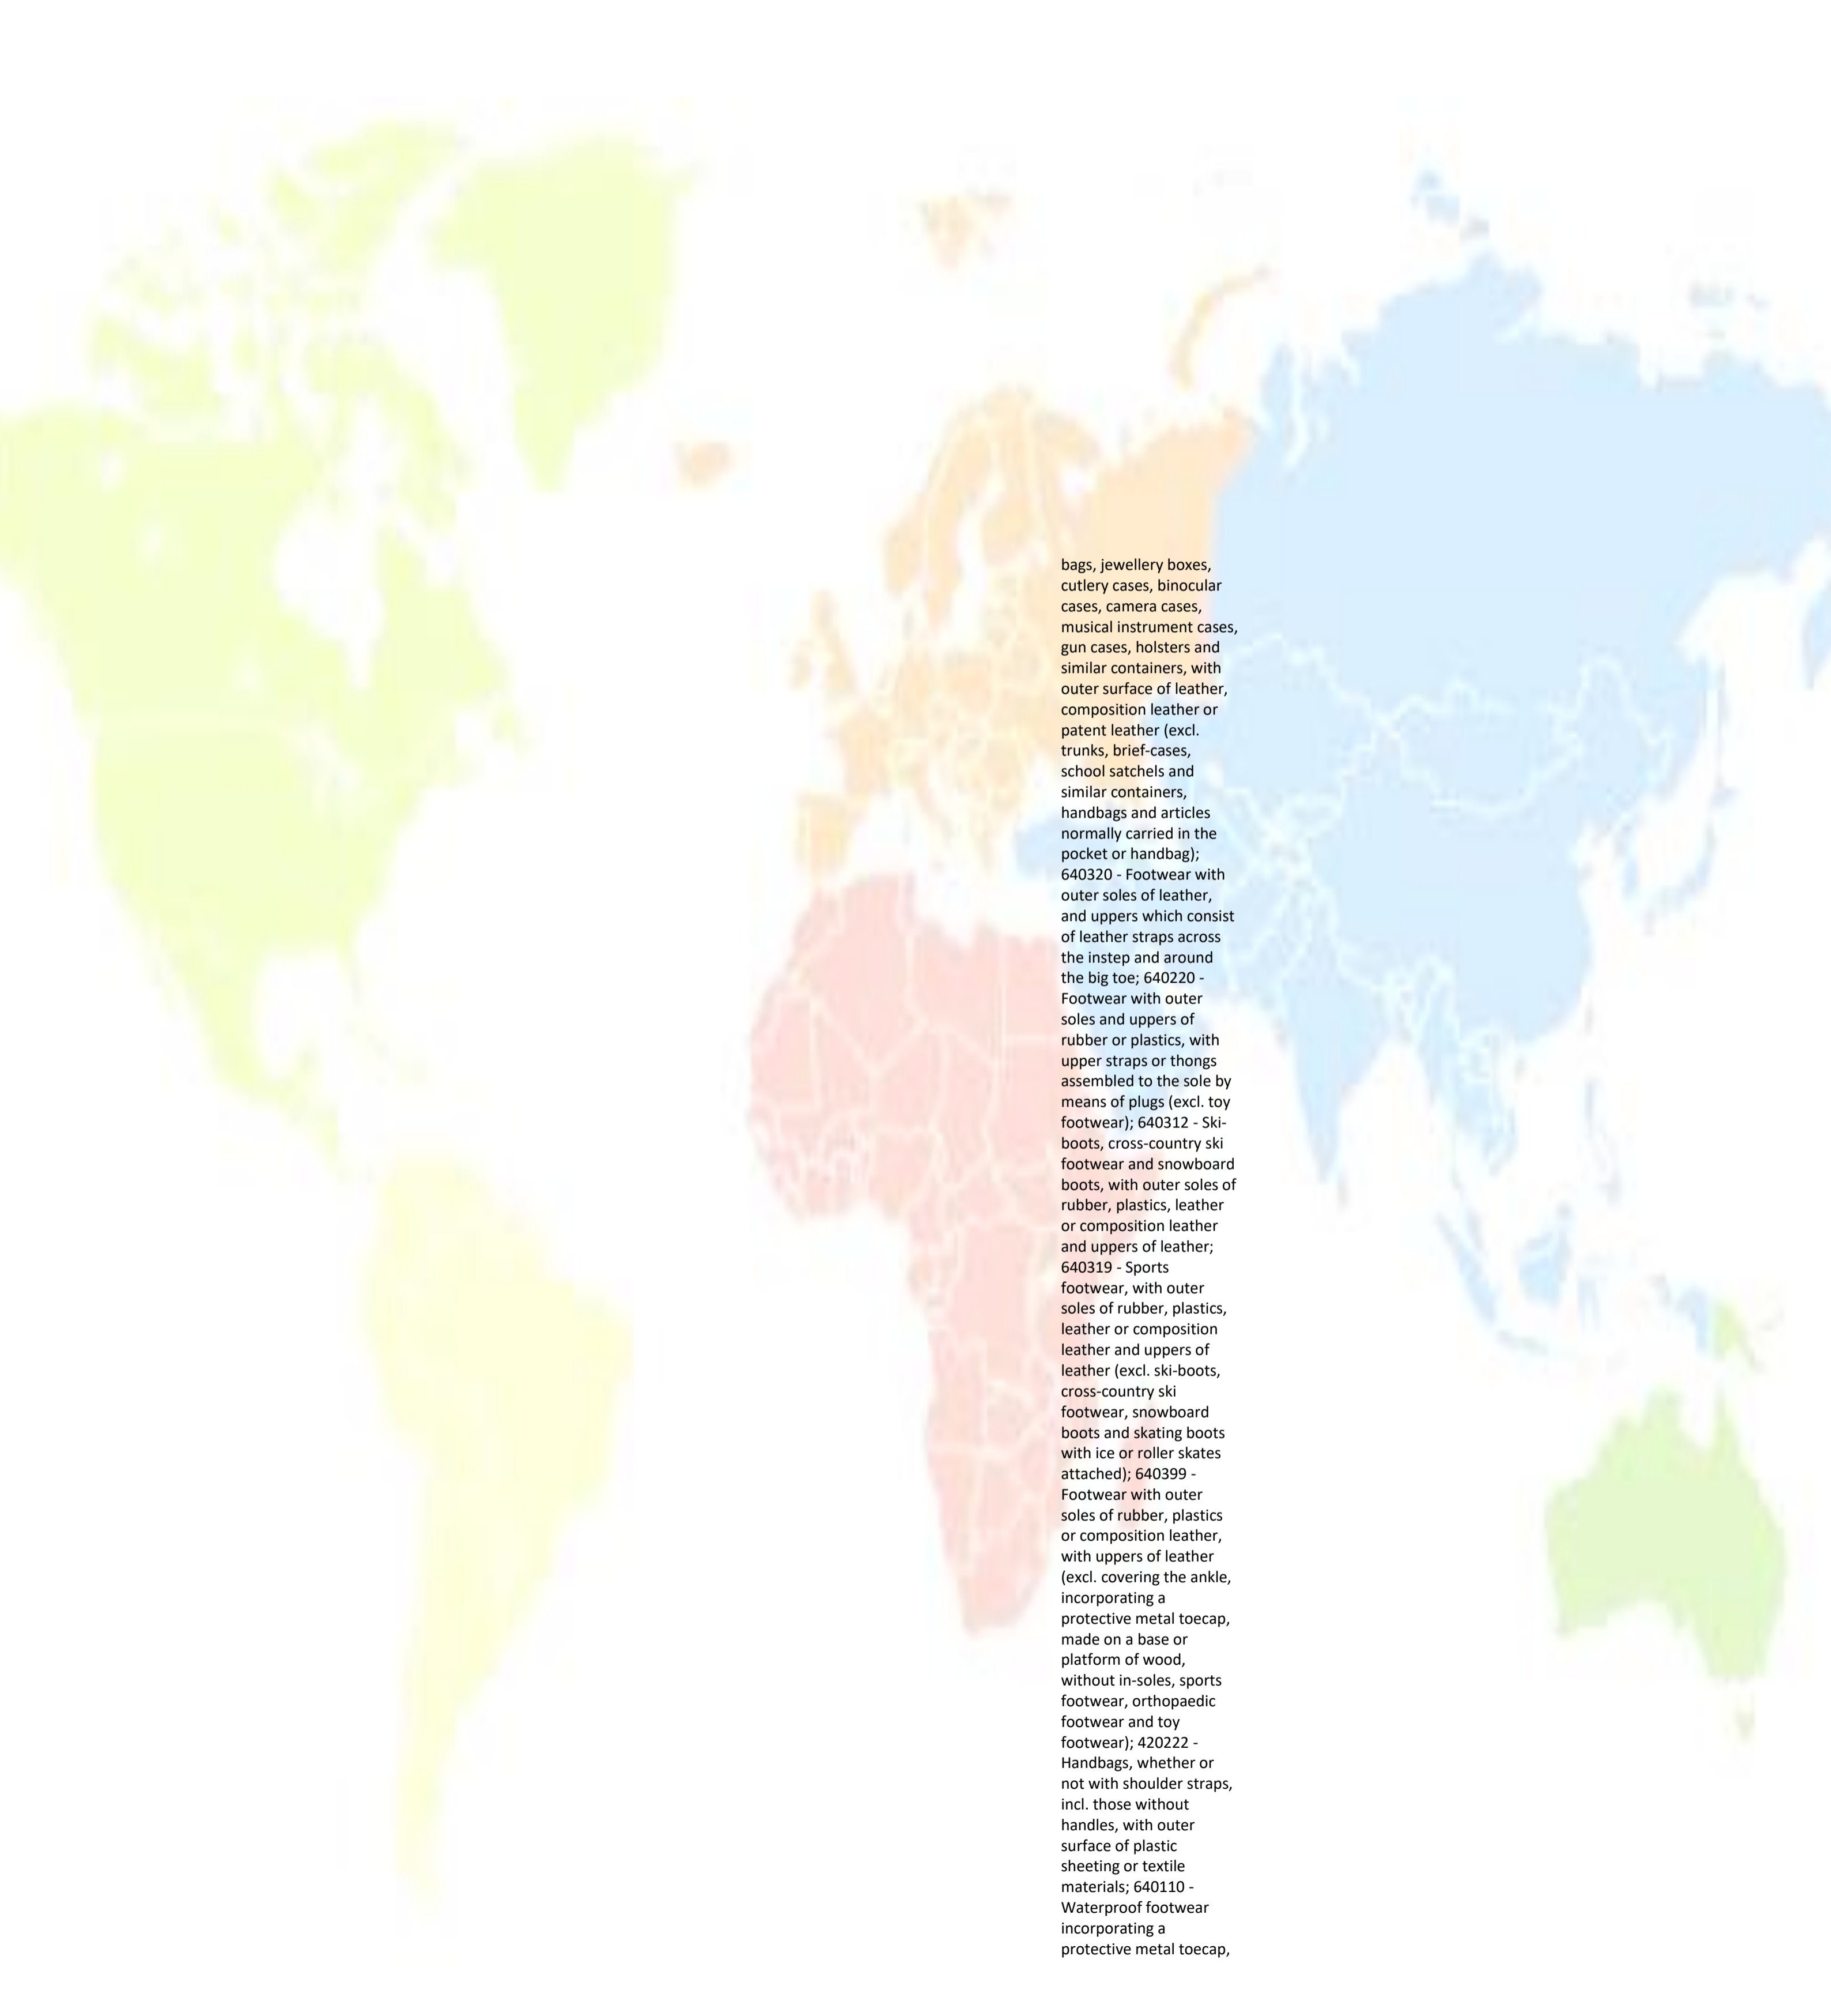 bags, jewellery boxes,
cutlery cases, binocular
cases, camera cases,
musical instrument cases,
gun cases, holsters and
similar containers, with
outer surface of leather,
composition leather or
patent leather (excl.
trunks, brief-cases,
school satchels and
similar containers,
handbags and articles
normally carried in the
pocket or handbag);
640320 - Footwear with
outer soles of leather,
and uppers which consist
of leather straps across
the instep and around
the big toe; 640220 -
Footwear with outer
soles and uppers of
rubber or plastics, with
upper straps or thongs
assembled to the sole by
means of plugs (excl. toy
footwear); 640312 - Ski-
boots, cross-country ski
footwear and snowboard
boots, with outer soles of
rubber, plastics, leather
or composition leather
and uppers of leather;
640319 - Sports
footwear, with outer
soles of rubber, plastics,
leather or composition
leather and uppers of
leather (excl. ski-boots,
cross-country ski
footwear, snowboard
boots and skating boots
with ice or roller skates
attached); 640399 -
Footwear with outer
soles of rubber, plastics
or composition leather,
with uppers of leather
(excl. covering the ankle,
incorporating a
protective metal toecap,
made on a base or
platform of wood,
without in-soles, sports
footwear, orthopaedic
footwear and toy
footwear); 420222 -
Handbags, whether or
not with shoulder straps,
incl. those without
handles, with outer
surface of plastic
sheeting or textile
materials; 640110 -
Waterproof footwear
incorporating a
protective metal toecap,